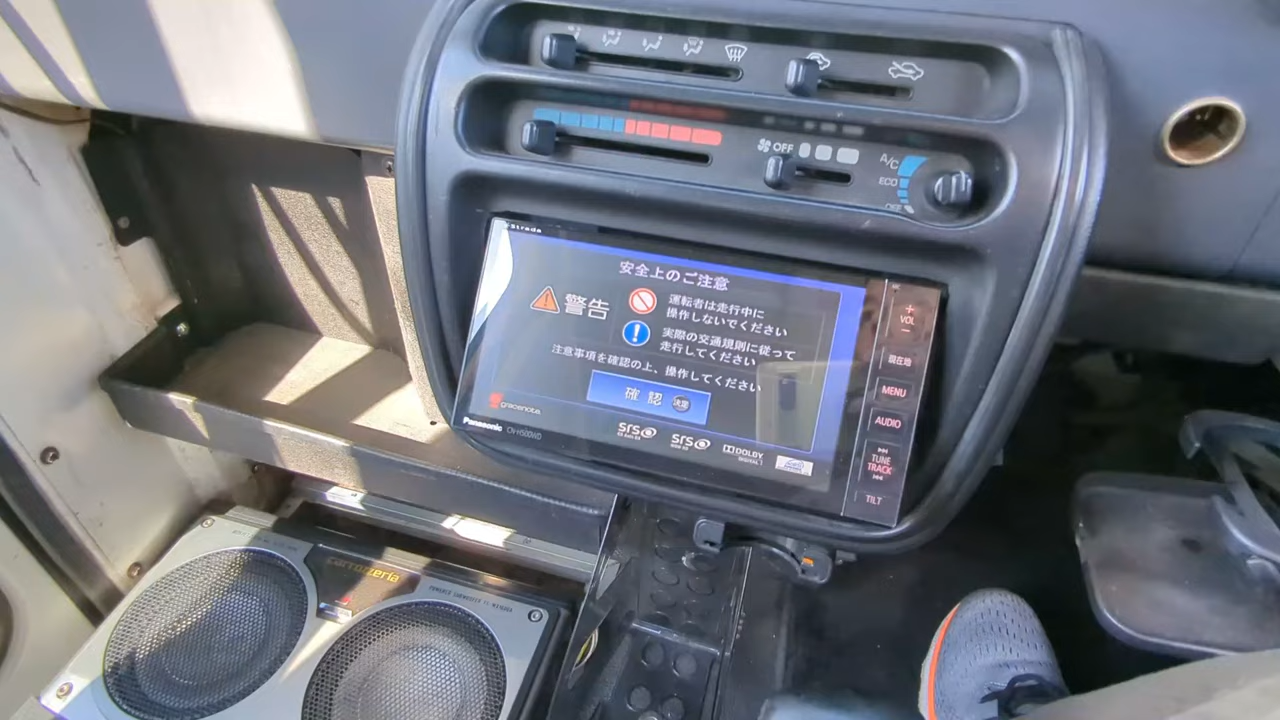 OFF
A/C
ECO
OFF
Strada
安全上のご注意
警告
運転者は走行中に
操作しないでください
実際の交通規則に従って
走行してください
注意事項を確認の上、操作してください
確認 決定
gracenote.
Panasonic CN-H500WD
SRS
SRS
DOLBY
DIGITAL
+
VOL
−
現在地
MENU
AUDIO
TUNE
TRACK
TILT
carrozzeria